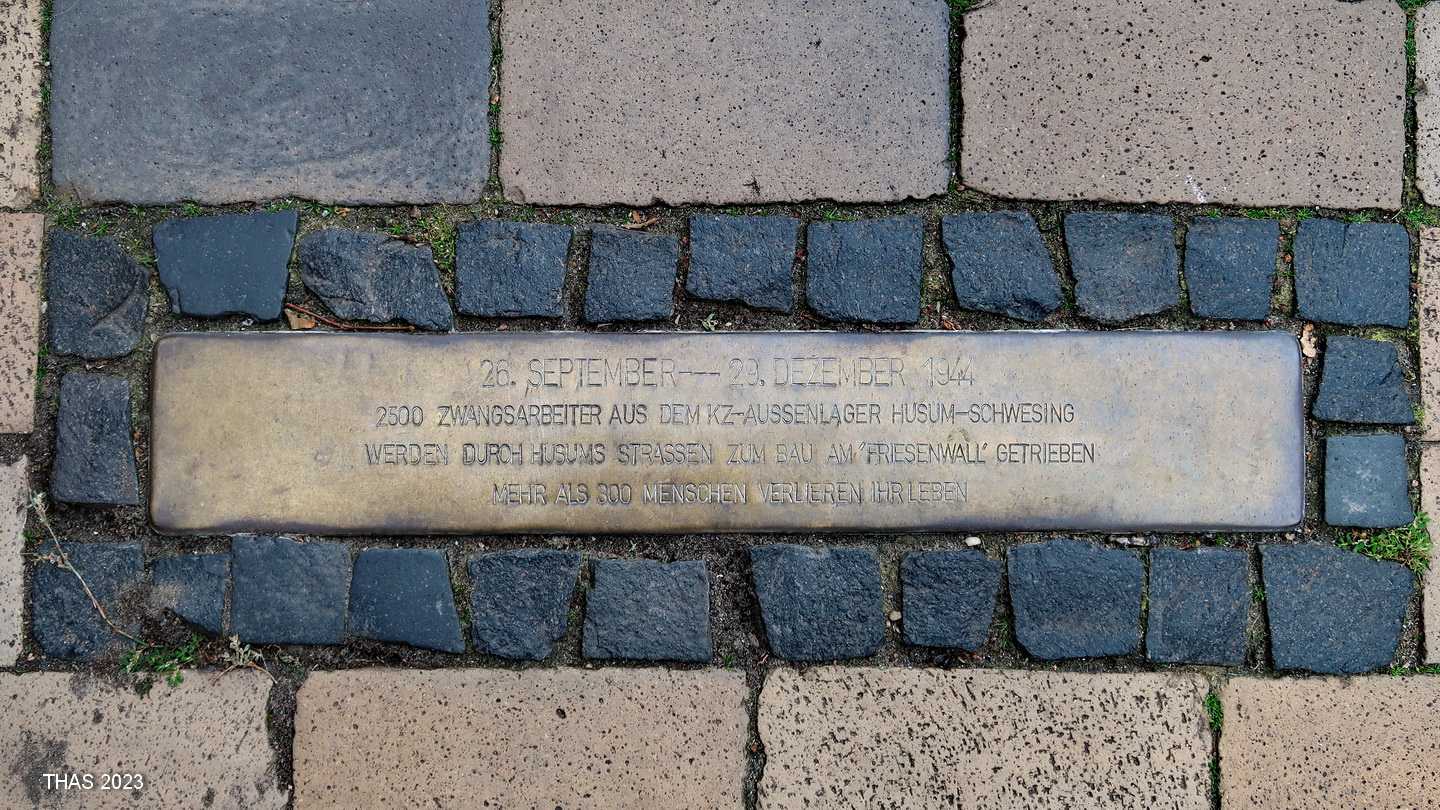 26. SEPTEMBER–– 29. DEZEMBER 1944
2500 ZWANGSARBEITER AUS DEM KZ-AUSSENLAGER HUSUM-SCHWESING
WERDEN DURCH HUSUMS STRASSEN ZUM BAU AM "FRIESENWALL" GETRIEBEN
MEHR ALS 300 MENSCHEN VERLIEREN IHR LEBEN
THAS 2023